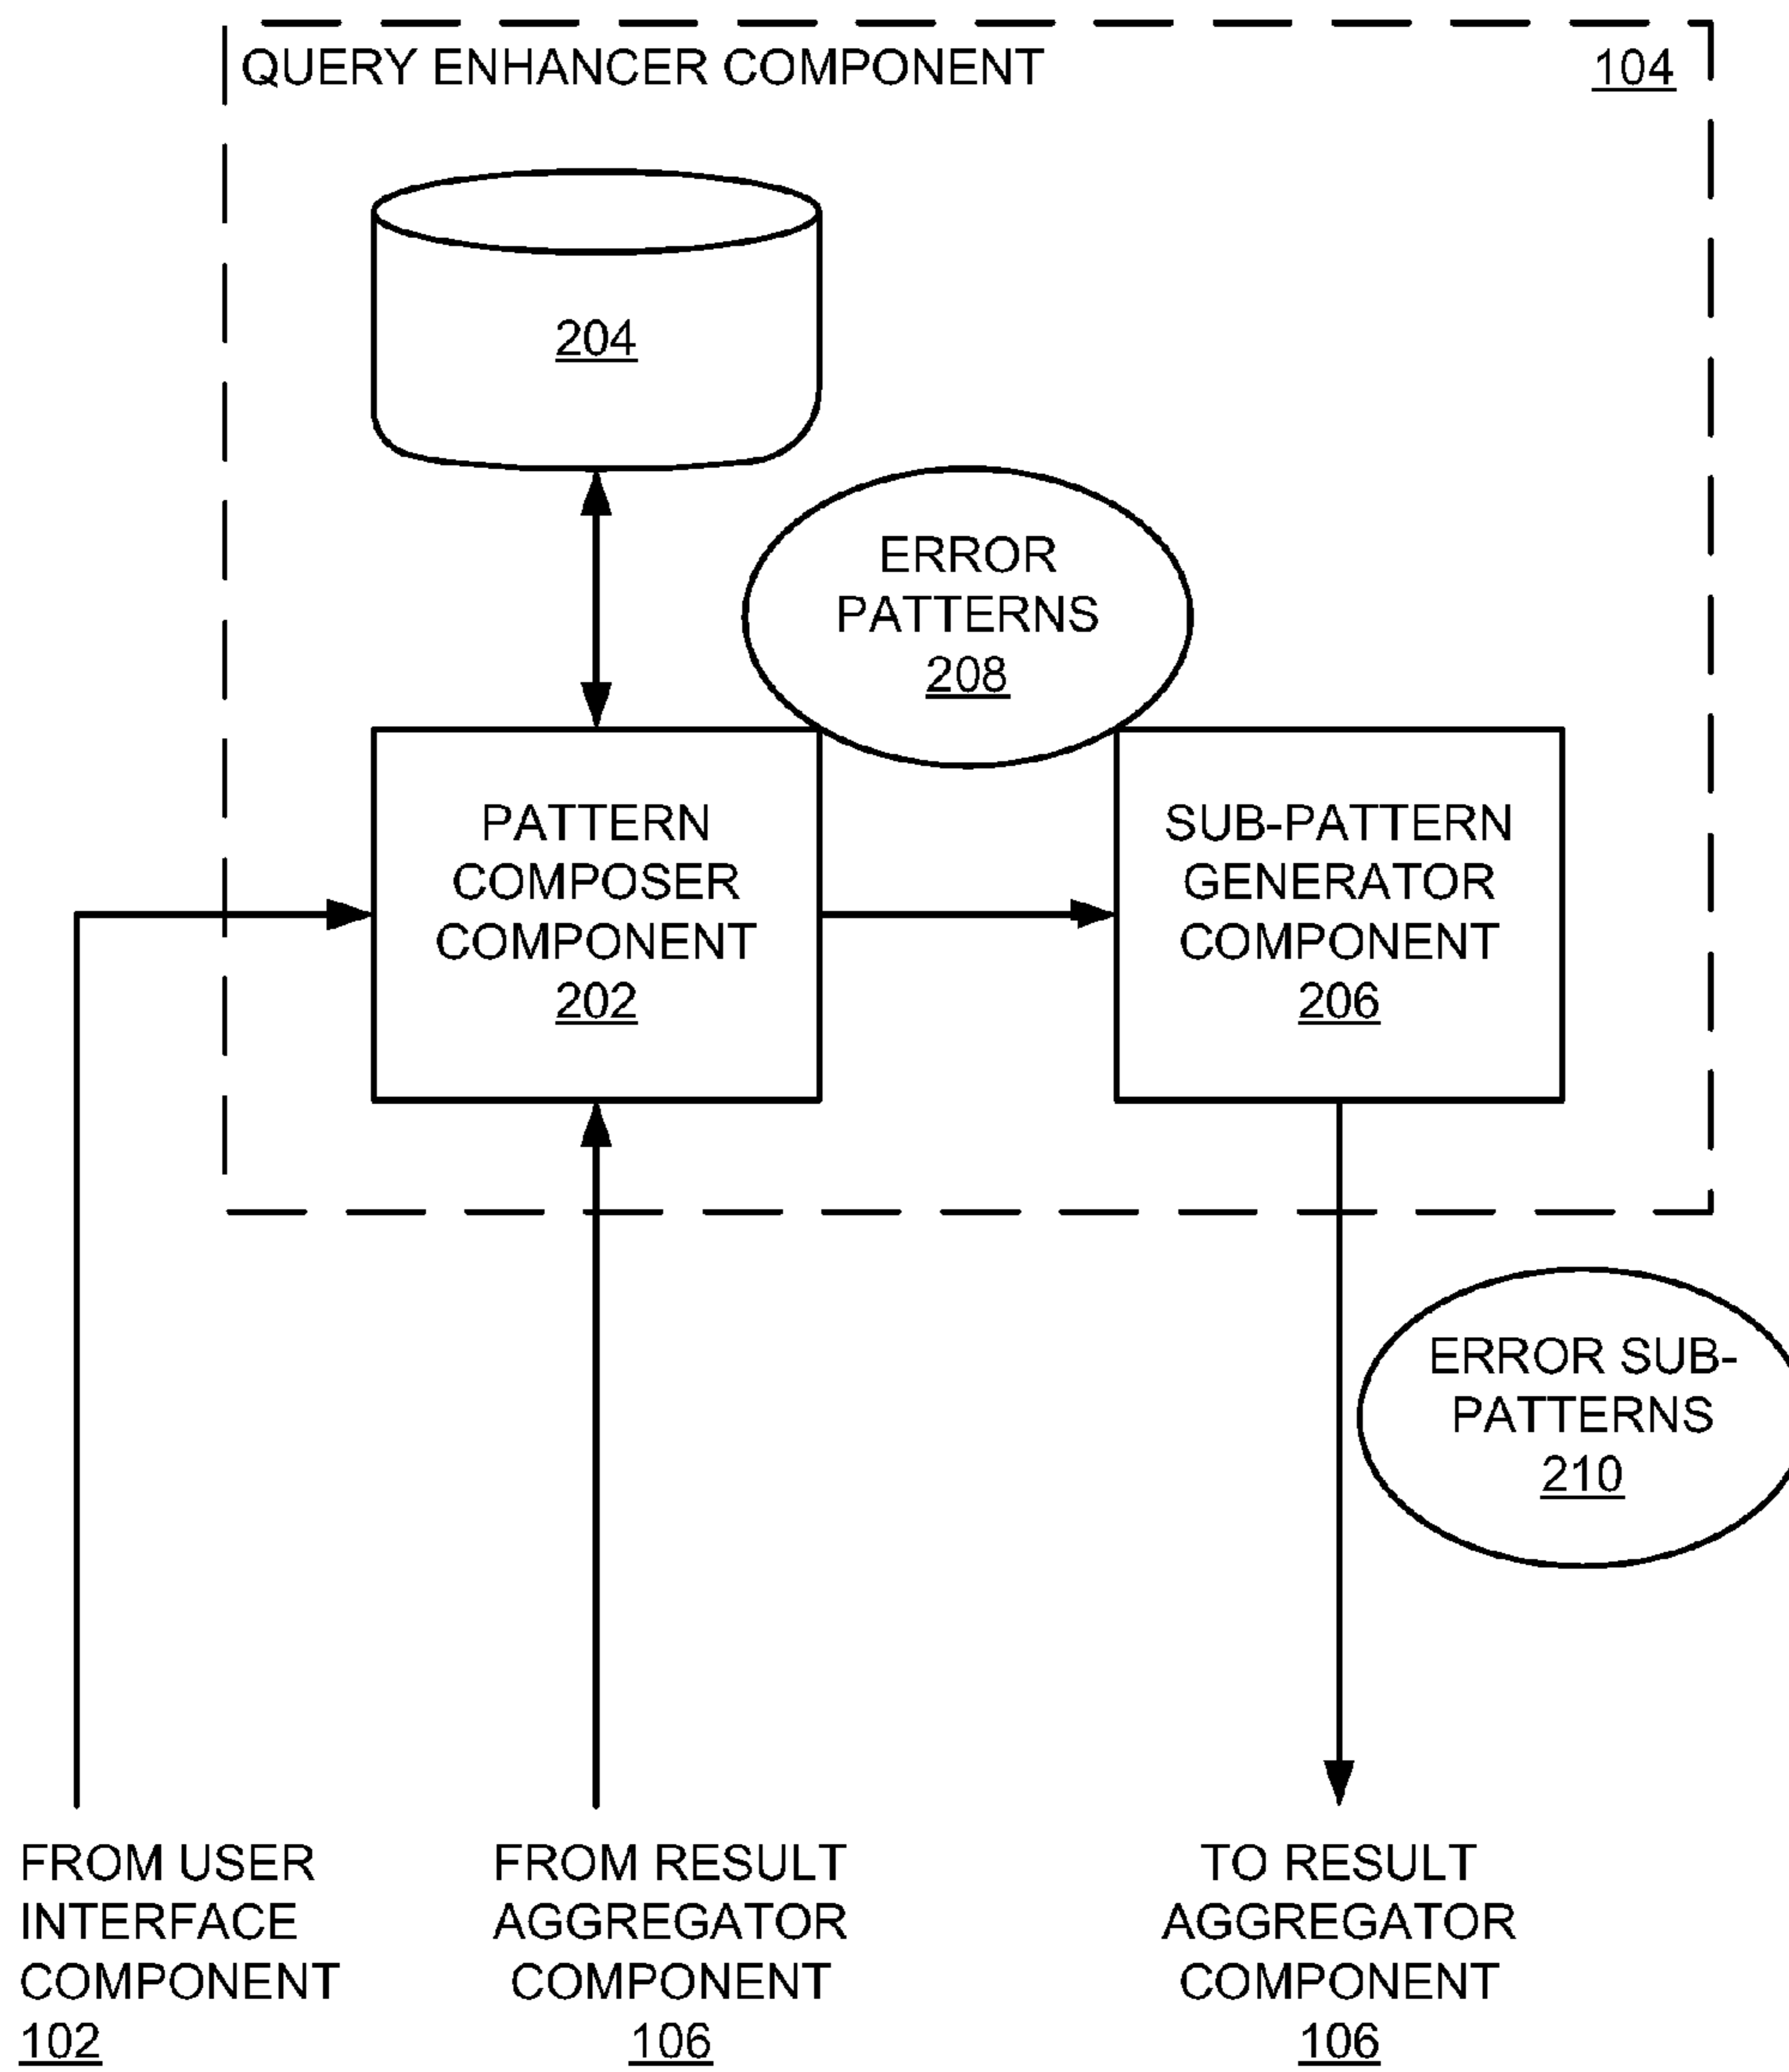 QUERY ENHANCER COMPONENT
104
204
ERROR
PATTERNS
208
PATTERN
COMPOSER
COMPONENT
202
SUB-PATTERN
GENERATOR
COMPONENT
206
ERROR SUB-
PATTERNS
210
FROM USER
INTERFACE
COMPONENT
102
FROM RESULT
AGGREGATOR
COMPONENT
106
TO RESULT
AGGREGATOR
COMPONENT
106